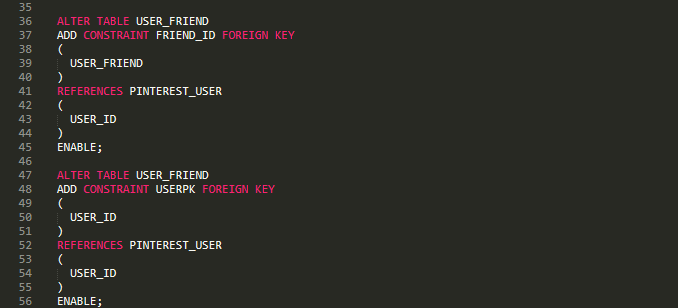 35
36 ALTER TABLE USER_FRIEND
37 ADD CONSTRAINT FRIEND_ID FOREIGN KEY
38 (
39 USER_FRIEND
40 )
41 REFERENCES PINTEREST_USER
42 (
43 USER_ID
44 )
45 ENABLE;
46
47 ALTER TABLE USER_FRIEND
48 ADD CONSTRAINT USERPK FOREIGN KEY
49 (
50 USER_ID
51 )
52 REFERENCES PINTEREST_USER
53 (
54 USER_ID
55 )
56 ENABLE;